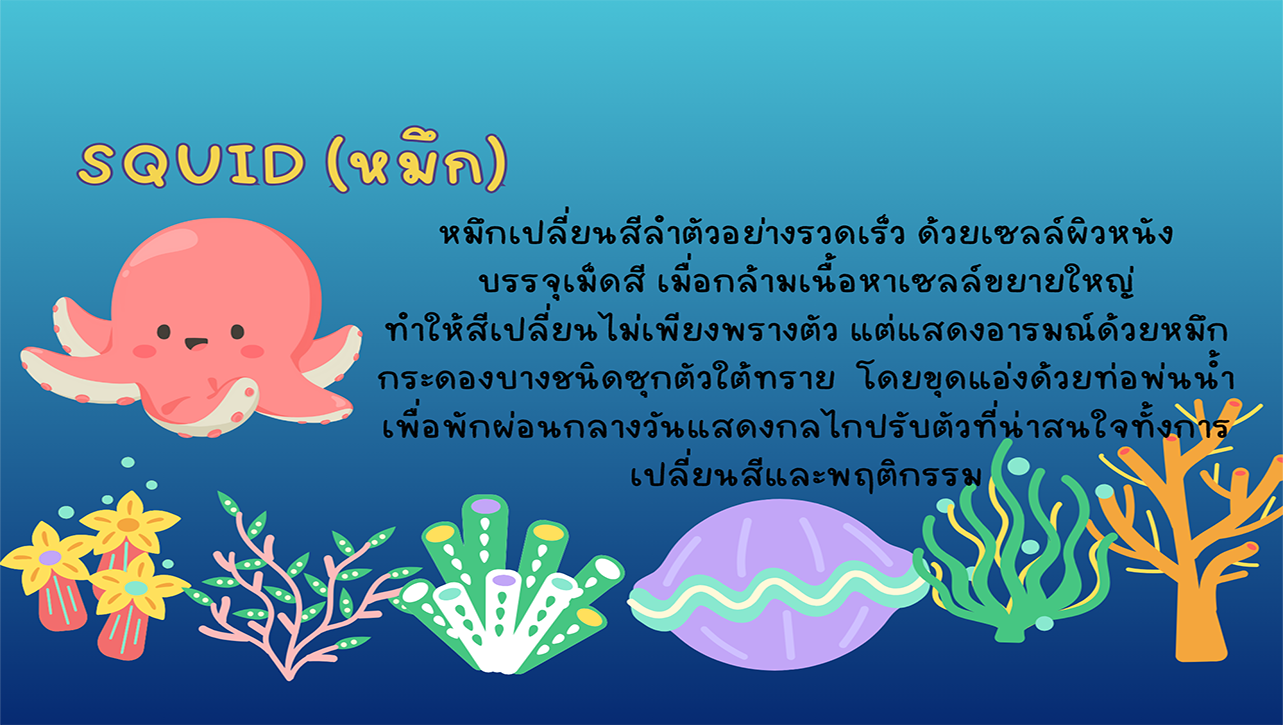 SQUID (หมึก)
หมึกเปลี่ยนสีลำตัวอย่างรวดเร็ว ด้วยเซลล์ผิวหนัง
บรรจุเม็ดสี เมื่อกล้ามเนื้อหาเซลล์ขยายใหญ่
ทำให้สีเปลี่ยนไม่เพียงพรางตัว แต่แสดงอารมณ์ด้วยหมึก
กระดองบางชนิดซุกตัวใต้ทราย โดยขุดแอ่งด้วยท่อพ่นน้ำ
เพื่อพักผ่อนกลางวันแสดงกลไกปรับตัวที่น่าสนใจทั้งการ
เปลี่ยนสีและพฤติกรรม